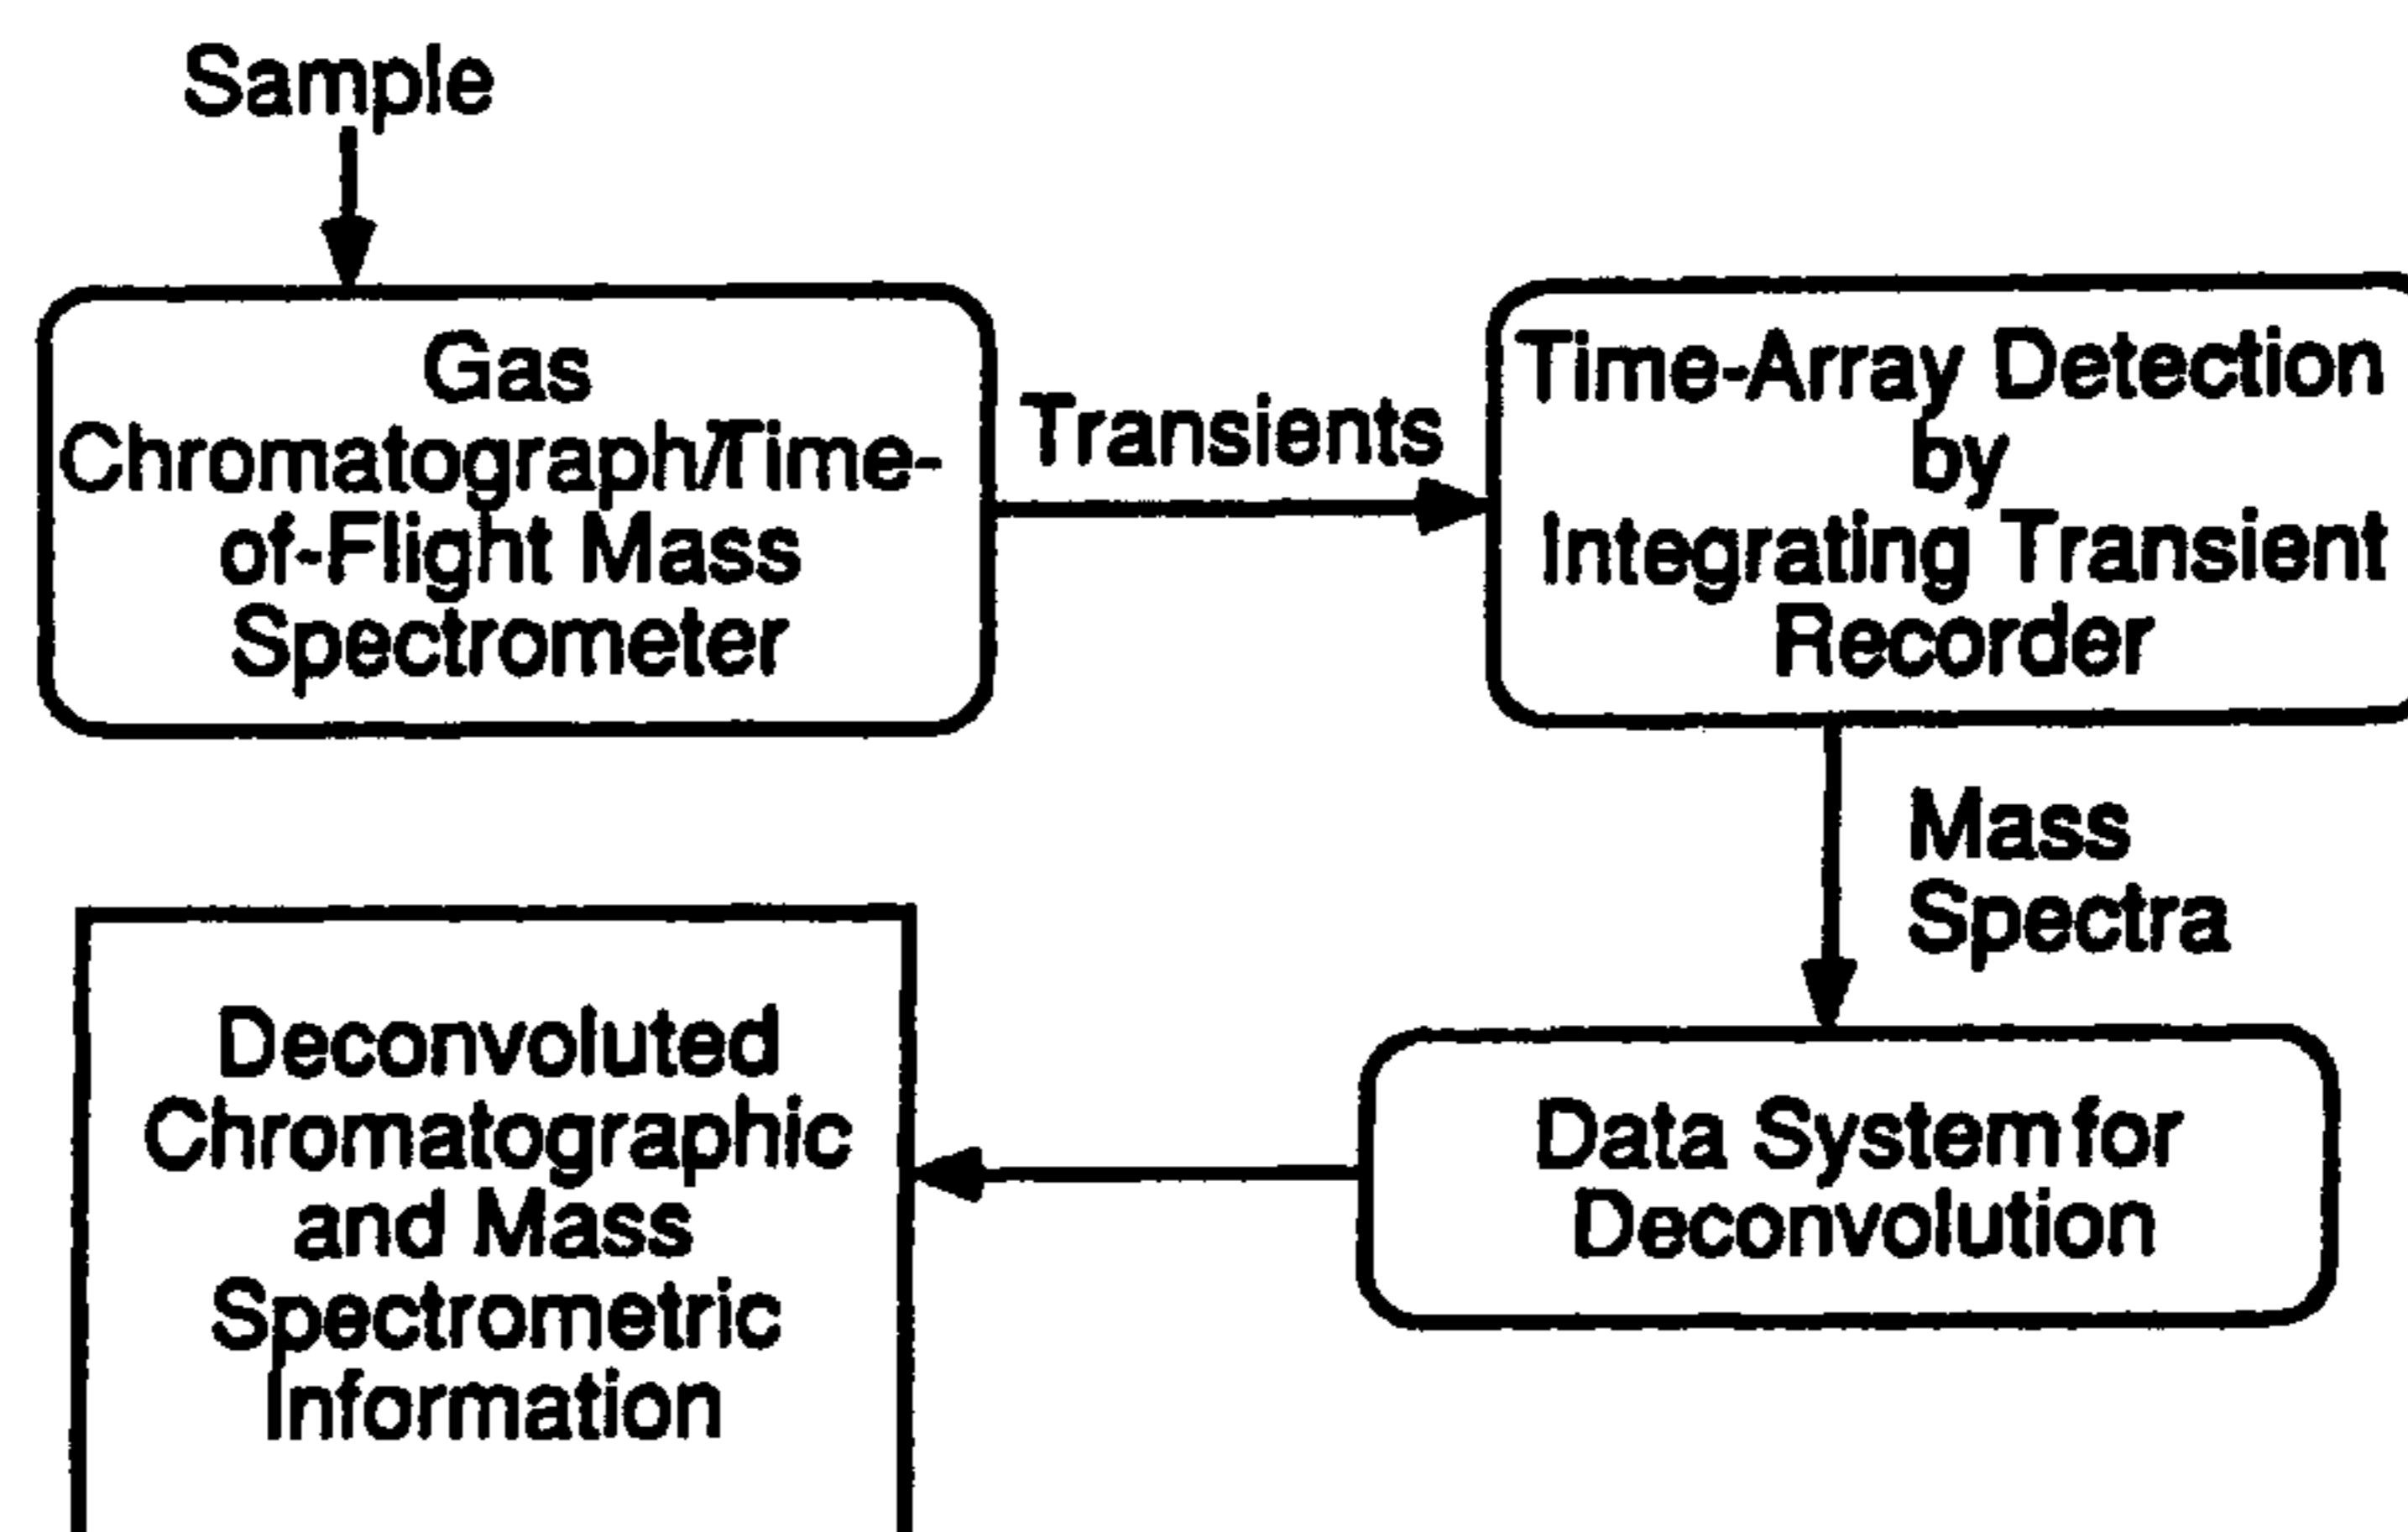 Sample
Gas
Chromatograph/Time-
of-Flight Mass
Spectrometer
Transients
Time-Array Detection
by
Integrating Transient
Recorder
Mass
Spectra
Data System for
Deconvolution
Deconvoluted
Chromatographic
and Mass
Spectrometric
Information